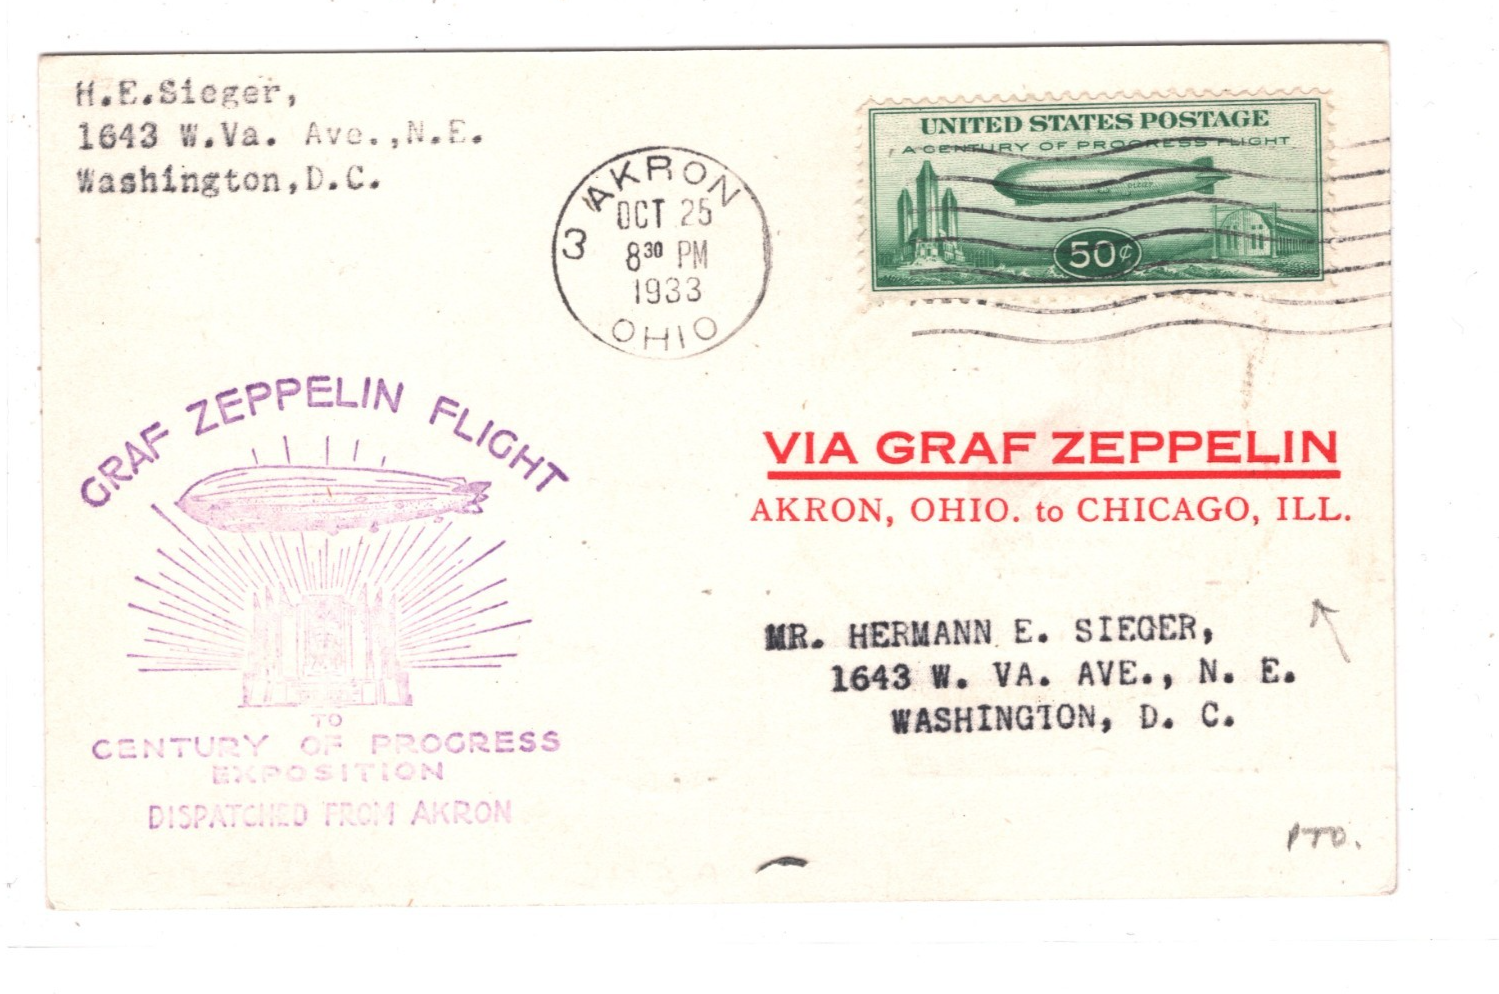 H.E.Sieger,
1643 W.Va. Ave.,N.E.
Washington,D.C.
AKRON
3
OCT 25
8³⁰ PM
1933
OHIO
UNITED STATES POSTAGE
A CENTURY OF PROGRESS FLIGHT
50¢
GRAF ZEPPELIN FLIGHT
TO
CENTURY OF PROGRESS
EXPOSITION
DISPATCHED FROM AKRON
VIA GRAF ZEPPELIN
AKRON, OHIO. to CHICAGO, ILL.
MR. HERMANN E. SIEGER,
1643 W. VA. AVE., N. E.
WASHINGTON, D. C.
PTO.